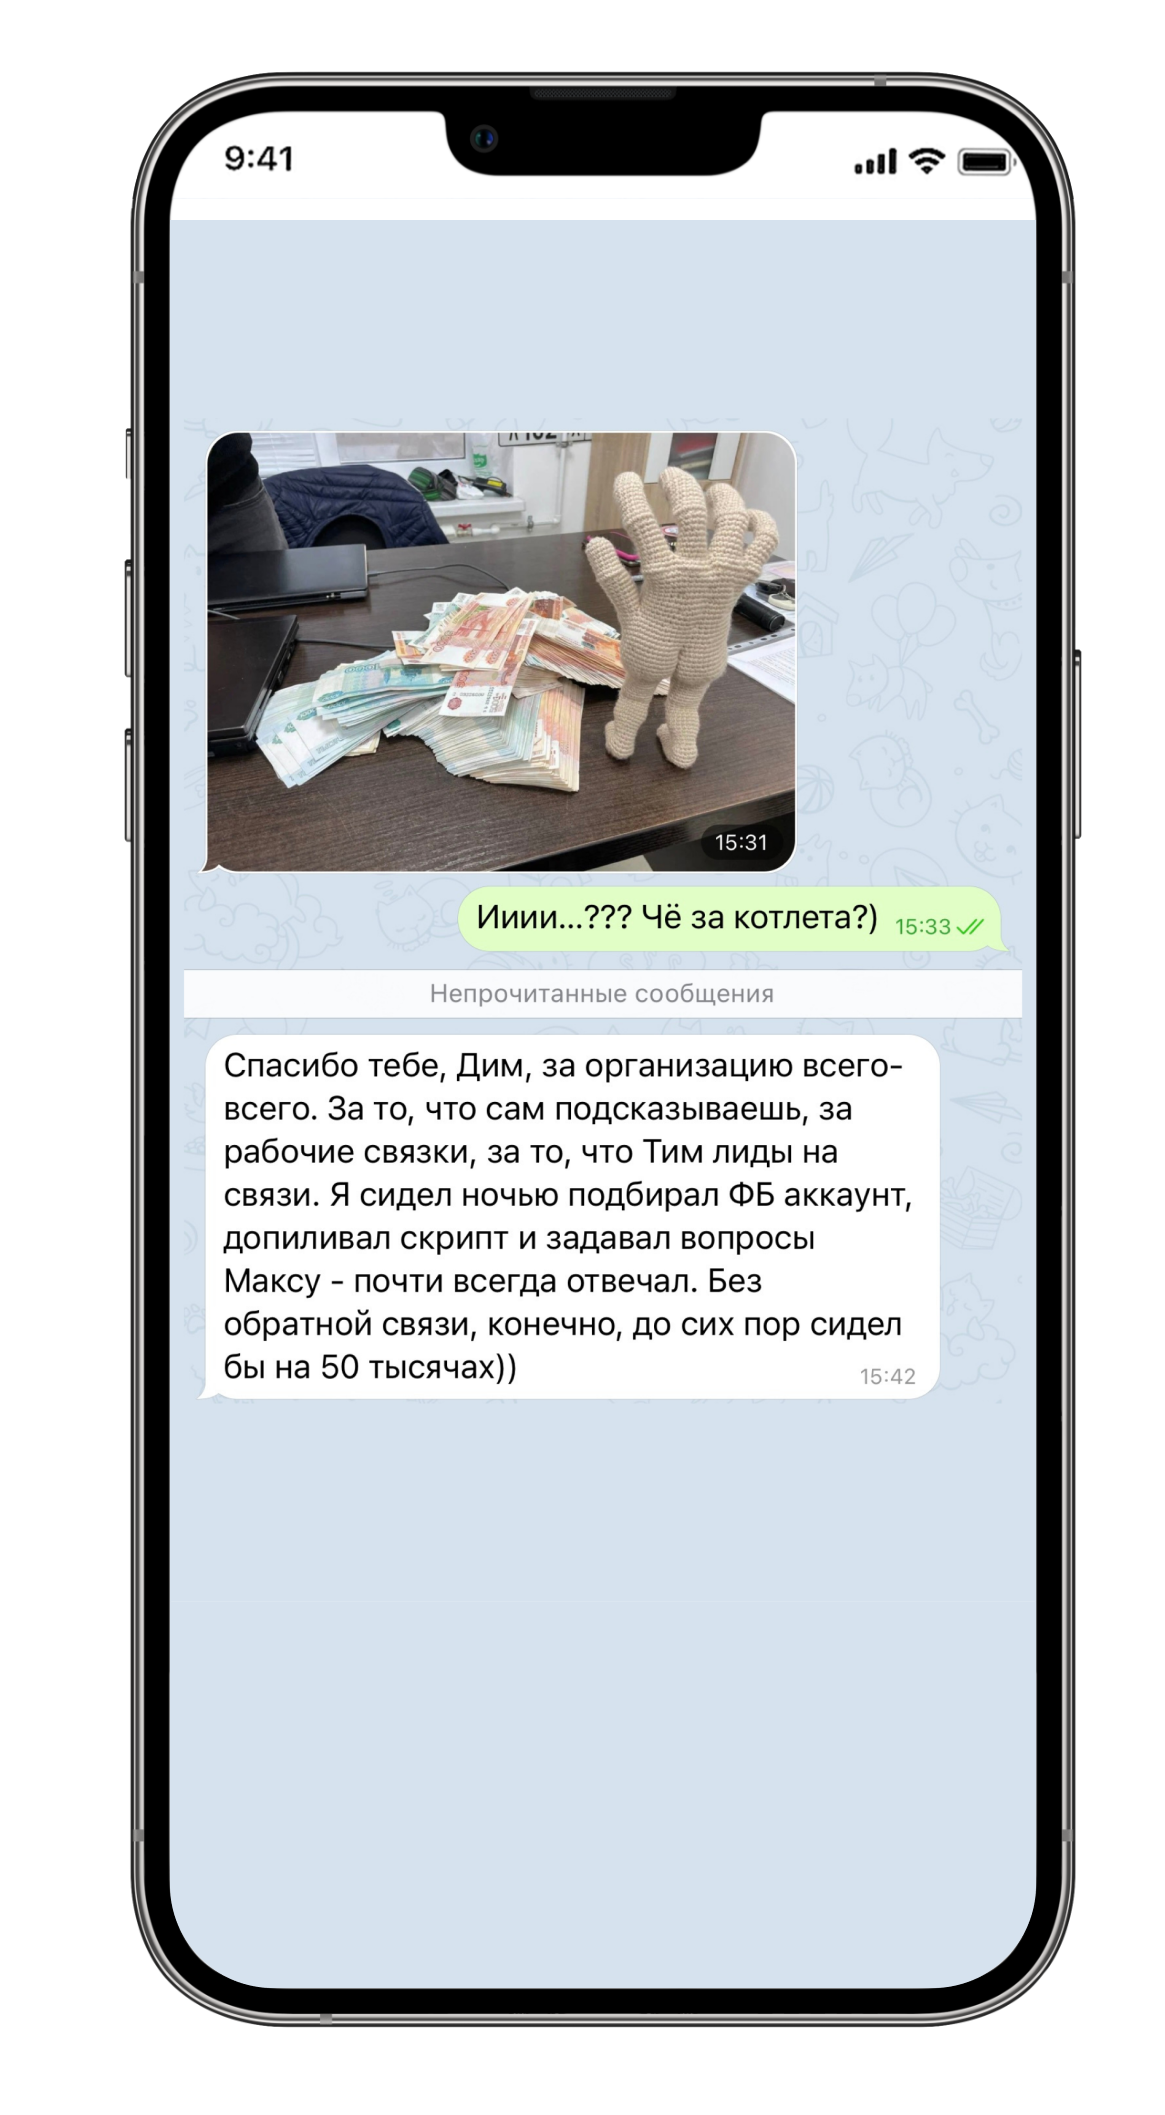 9:41
15:31
Ииии...??? Чё за котлета?) 15:33
Непрочитанные сообщения
Спасибо тебе, Дим, за организацию всего-
всего. За то, что сам подсказываешь, за
рабочие связки, за то, что Тим лиды на
связи. Я сидел ночью подбирал ФБ аккаунт,
допиливал скрипт и задавал вопросы
Максу - почти всегда отвечал. Без
обратной связи, конечно, до сих пор сидел
бы на 50 тысячах))
15:42